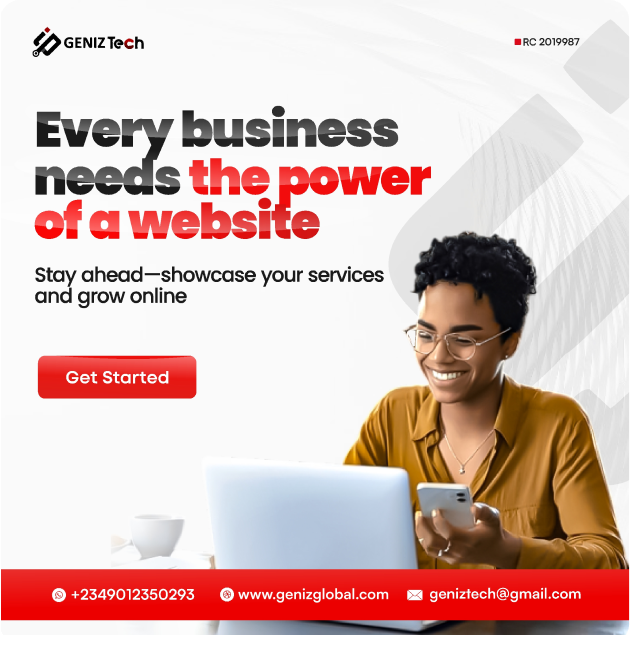 GENIZ Tech
RC 2019987
Every business
needs the power
of a website
Stay ahead—showcase your services
and grow online
Get Started
+2349012350293
www.genizglobal.com
geniztech@gmail.com